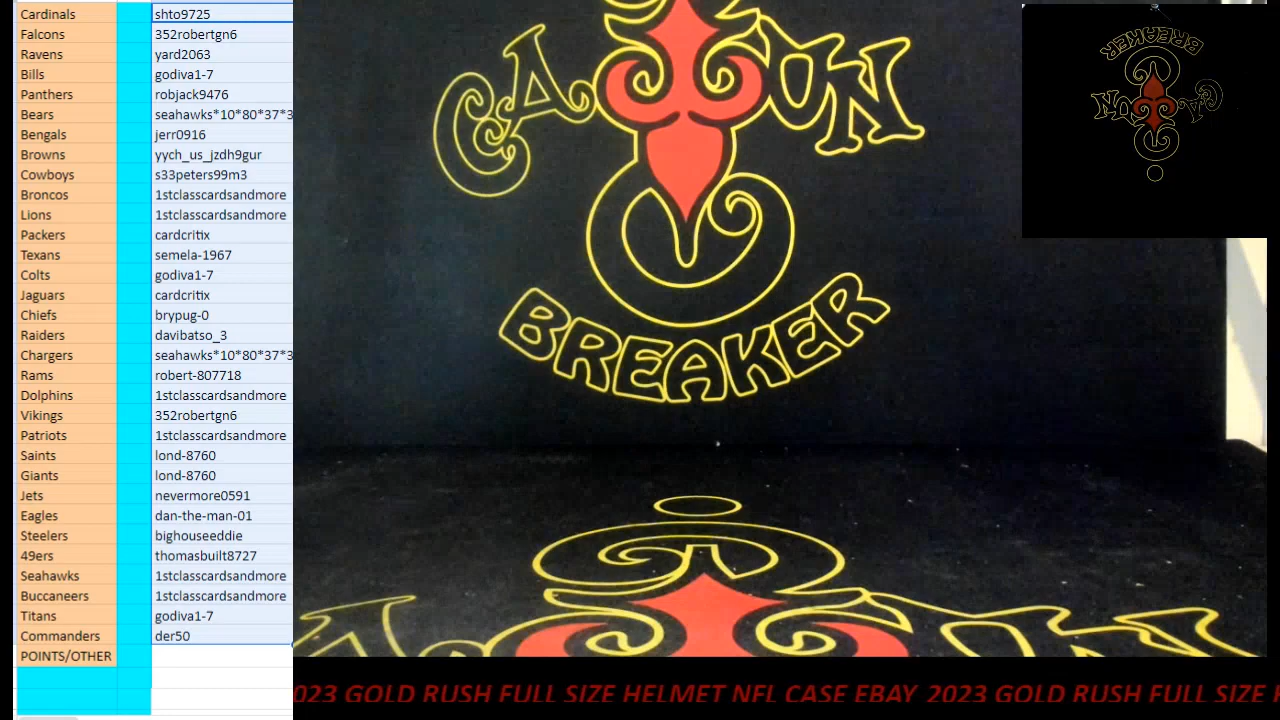 Cardinals shto9725
Falcons 352robertgn6
Ravens yard2063
Bills godiva1-7
Panthers robjack9476
Bears seahawks*10*80*37*3
Bengals jerr0916
Browns yych_us_jzdh9gur
Cowboys s33peters99m3
Broncos 1stclasscardsandmore
Lions 1stclasscardsandmore
Packers cardcritix
Texans semela-1967
Colts godiva1-7
Jaguars cardcritix
Chiefs brypug-0
Raiders davibatso_3
Chargers seahawks*10*80*37*3
Rams robert-807718
Dolphins 1stclasscardsandmore
Vikings 352robertgn6
Patriots 1stclasscardsandmore
Saints lond-8760
Giants lond-8760
Jets nevermore0591
Eagles dan-the-man-01
Steelers bighouseeddie
49ers thomasbuilt8727
Seahawks 1stclasscardsandmore
Buccaneers 1stclasscardsandmore
Titans godiva1-7
Commanders der50
POINTS/OTHER
BREAKER
BREAKER
023 GOLD RUSH FULL SIZE HELMET NFL CASE EBAY 2023 GOLD RUSH FULL SIZE